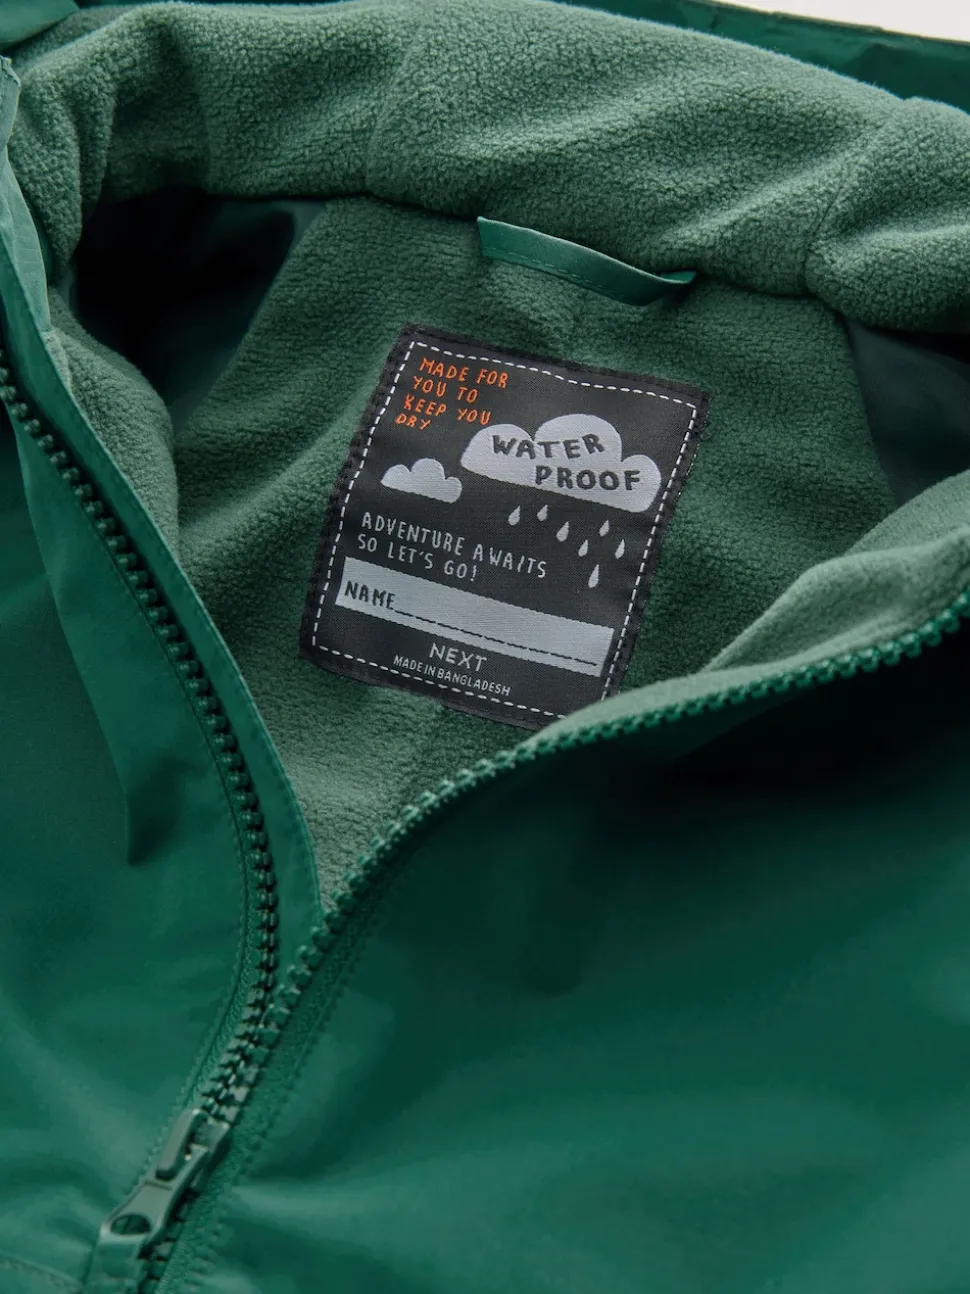 MADE FOR
YOU TO
KEEP YOU
DRY
WATER
PROOF
ADVENTURE AWAITS
SO LET'S GO!
NAME
NEXT
MADE IN BANGLADESH